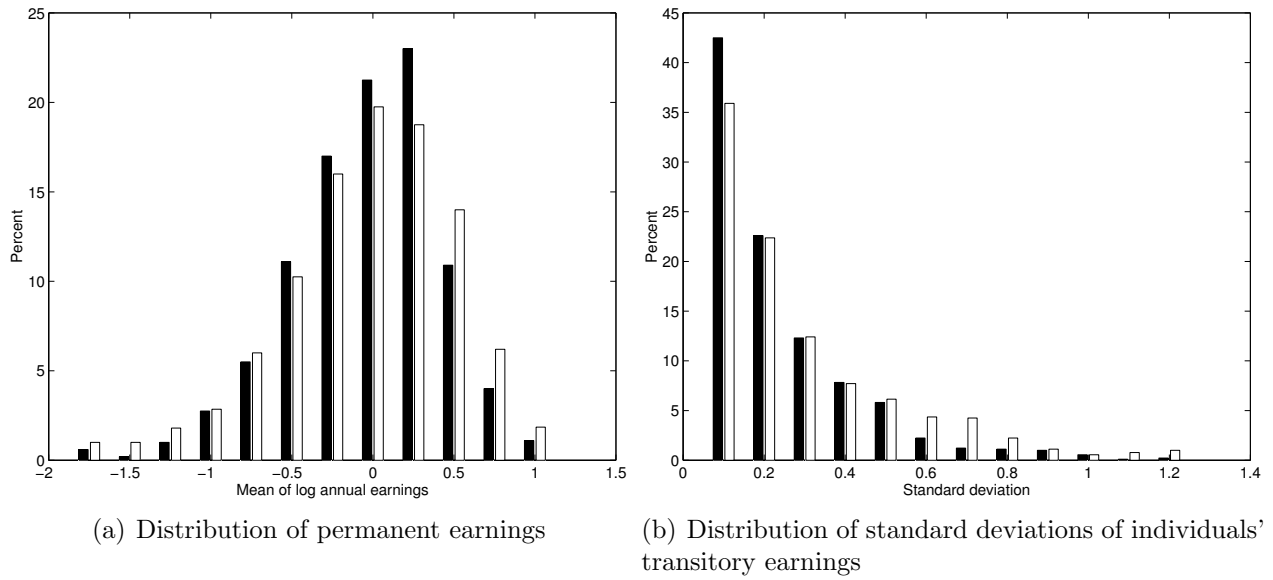 25
20
15
10
5
0
Percent
−2 −1.5 −1 −0.5 0 0.5 1 1.5
Mean of log annual earnings
(a) Distribution of permanent earnings
45
40
35
30
25
20
15
10
5
0
Percent
0 0.2 0.4 0.6 0.8 1.0 1.2 1.4
Standard deviation
(b) Distribution of standard deviations of individuals’
transitory earnings